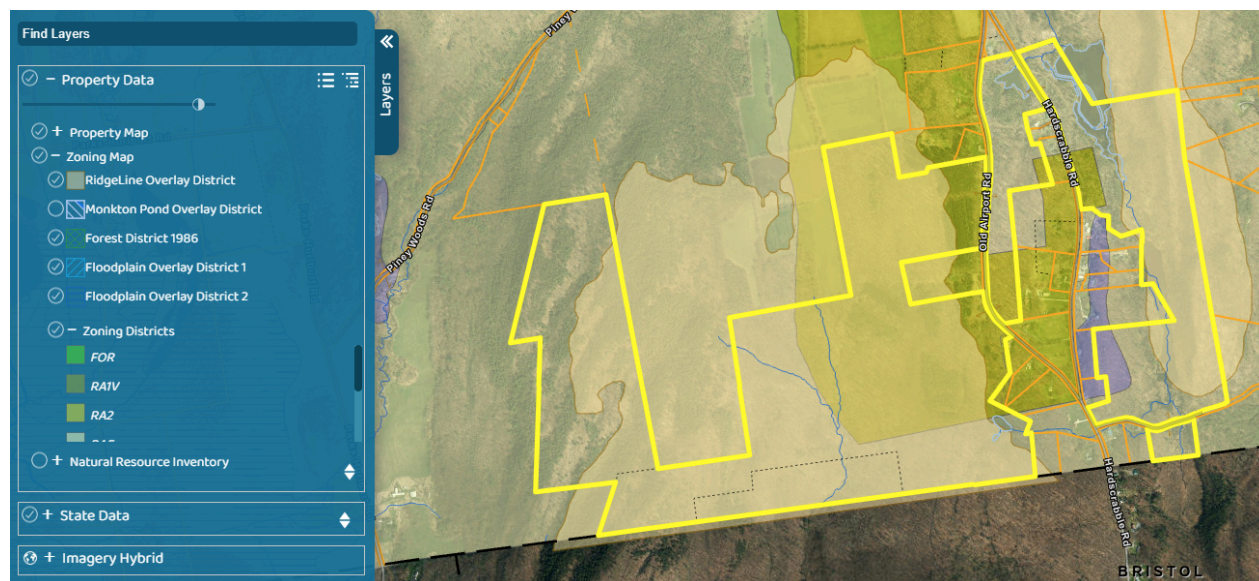 Find Layers
Property Data
Property Map
Zoning Map
RidgeLine Overlay District
Monkton Pond Overlay District
Forest District 1986
Floodplain Overlay District 1
Floodplain Overlay District 2
Zoning Districts
FOR
RA1V
RA2
Natural Resource Inventory
State Data
Imagery Hybrid
Layers
Piney Woods Rd
Old Airport Rd
Hardscrabble Rd
Hardscrabble Rd
BRISTOL